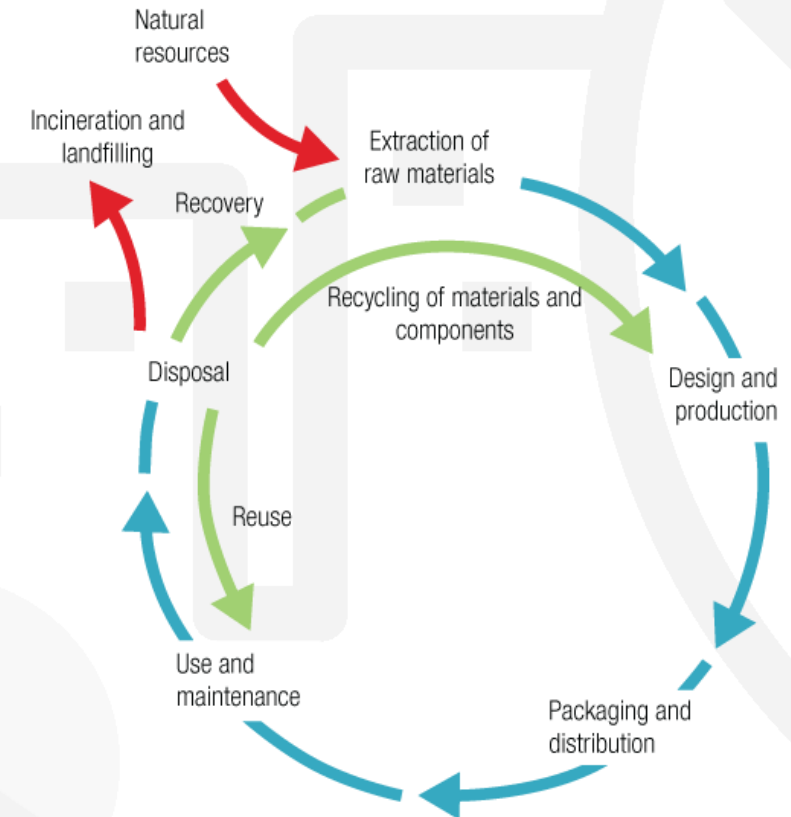 Natural
resources
Incineration and
landfilling
Extraction of
raw materials
Recovery
Recycling of materials and
components
Disposal
Design and
production
Reuse
Use and
maintenance
Packaging and
distribution